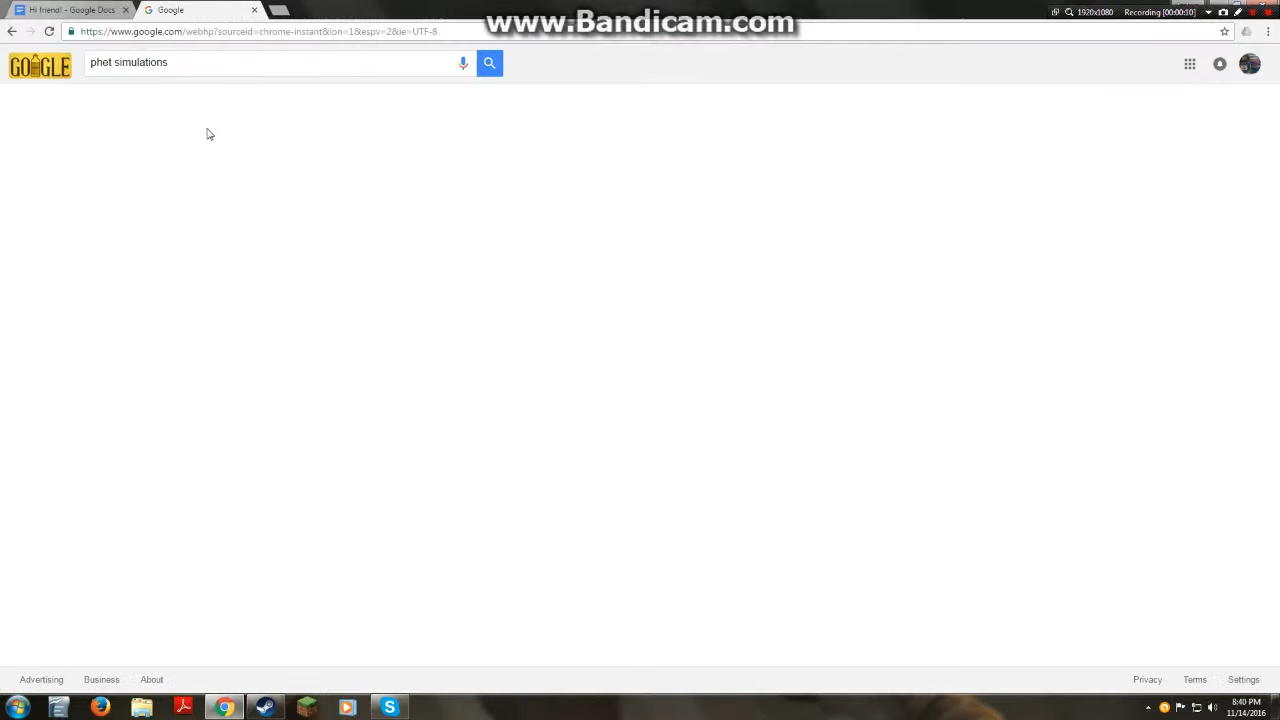 Hi friend! - Google Docs
Google
www.Bandicam.com
1920x1080
Recording [00:00:10]
https://www.google.com/webhp?sourceid=chrome-instant&ion=1&espv=2&ie=UTF-8
GOOGLE
phet simulations
Advertising
Business
About
Privacy
Terms
Settings
8:40 PM
11/14/2016